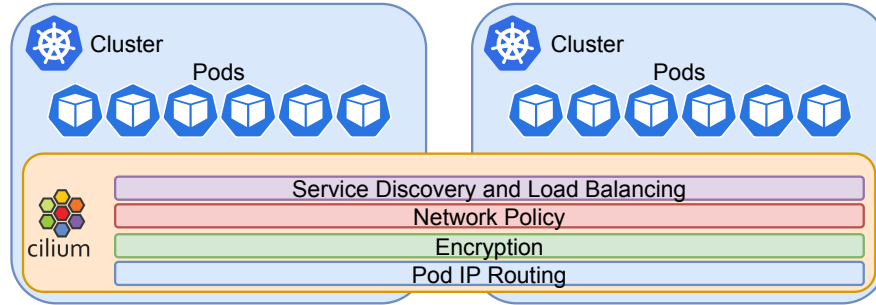 Cluster
Cluster
Pods
Pods
Service Discovery and Load Balancing
Network Policy
cilium
Encryption
Pod IP Routing